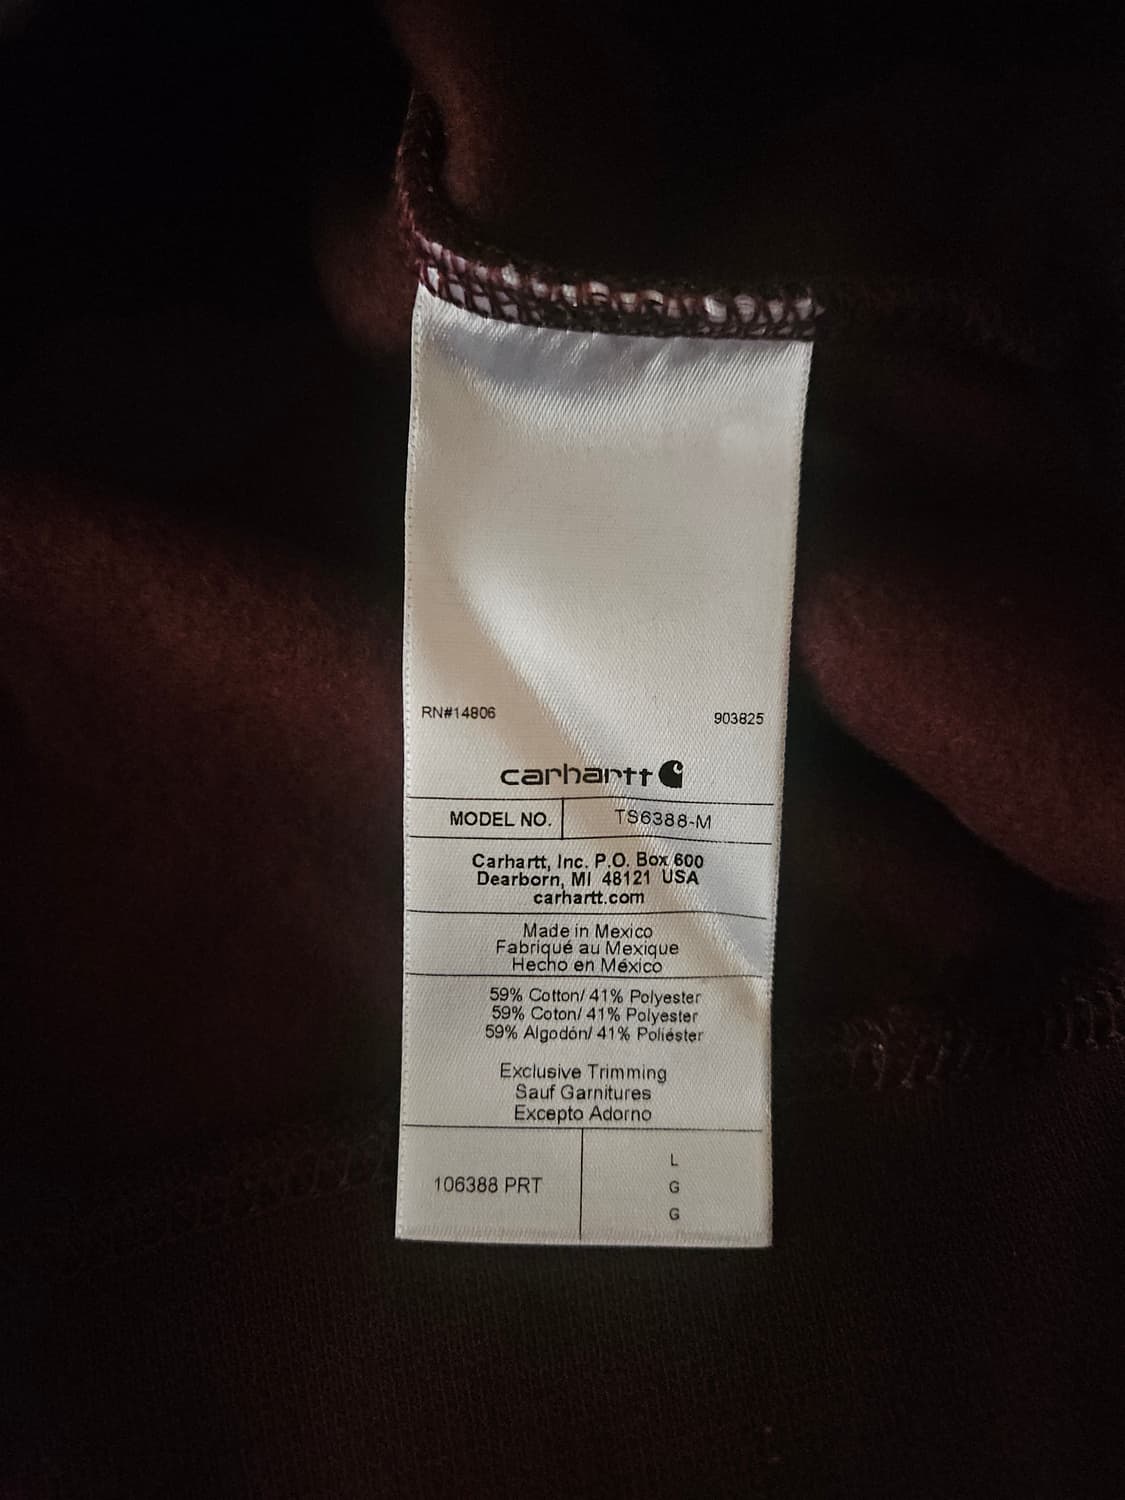 RN#14806 903825
carhartt
MODEL NO. TS6388-M
Carhartt, Inc. P.O. Box 600
Dearborn, MI 48121 USA
carhartt.com
Made in Mexico
Fabriqué au Mexique
Hecho en México
59% Cotton/ 41% Polyester
59% Coton/ 41% Polyester
59% Algodón/ 41% Poliéster
Exclusive Trimming
Sauf Garnitures
Excepto Adorno
106388 PRT
L
G
G